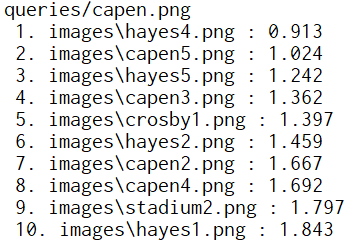 queries/capen.png
1. images\hayes4.png : 0.913
2. images\capen5.png : 1.024
3. images\hayes5.png : 1.242
4. images\capen3.png : 1.362
5. images\crosby1.png : 1.397
6. images\hayes2.png : 1.459
7. images\capen2.png : 1.667
8. images\capen4.png : 1.692
9. images\stadium2.png : 1.797
10. images\hayes1.png : 1.843